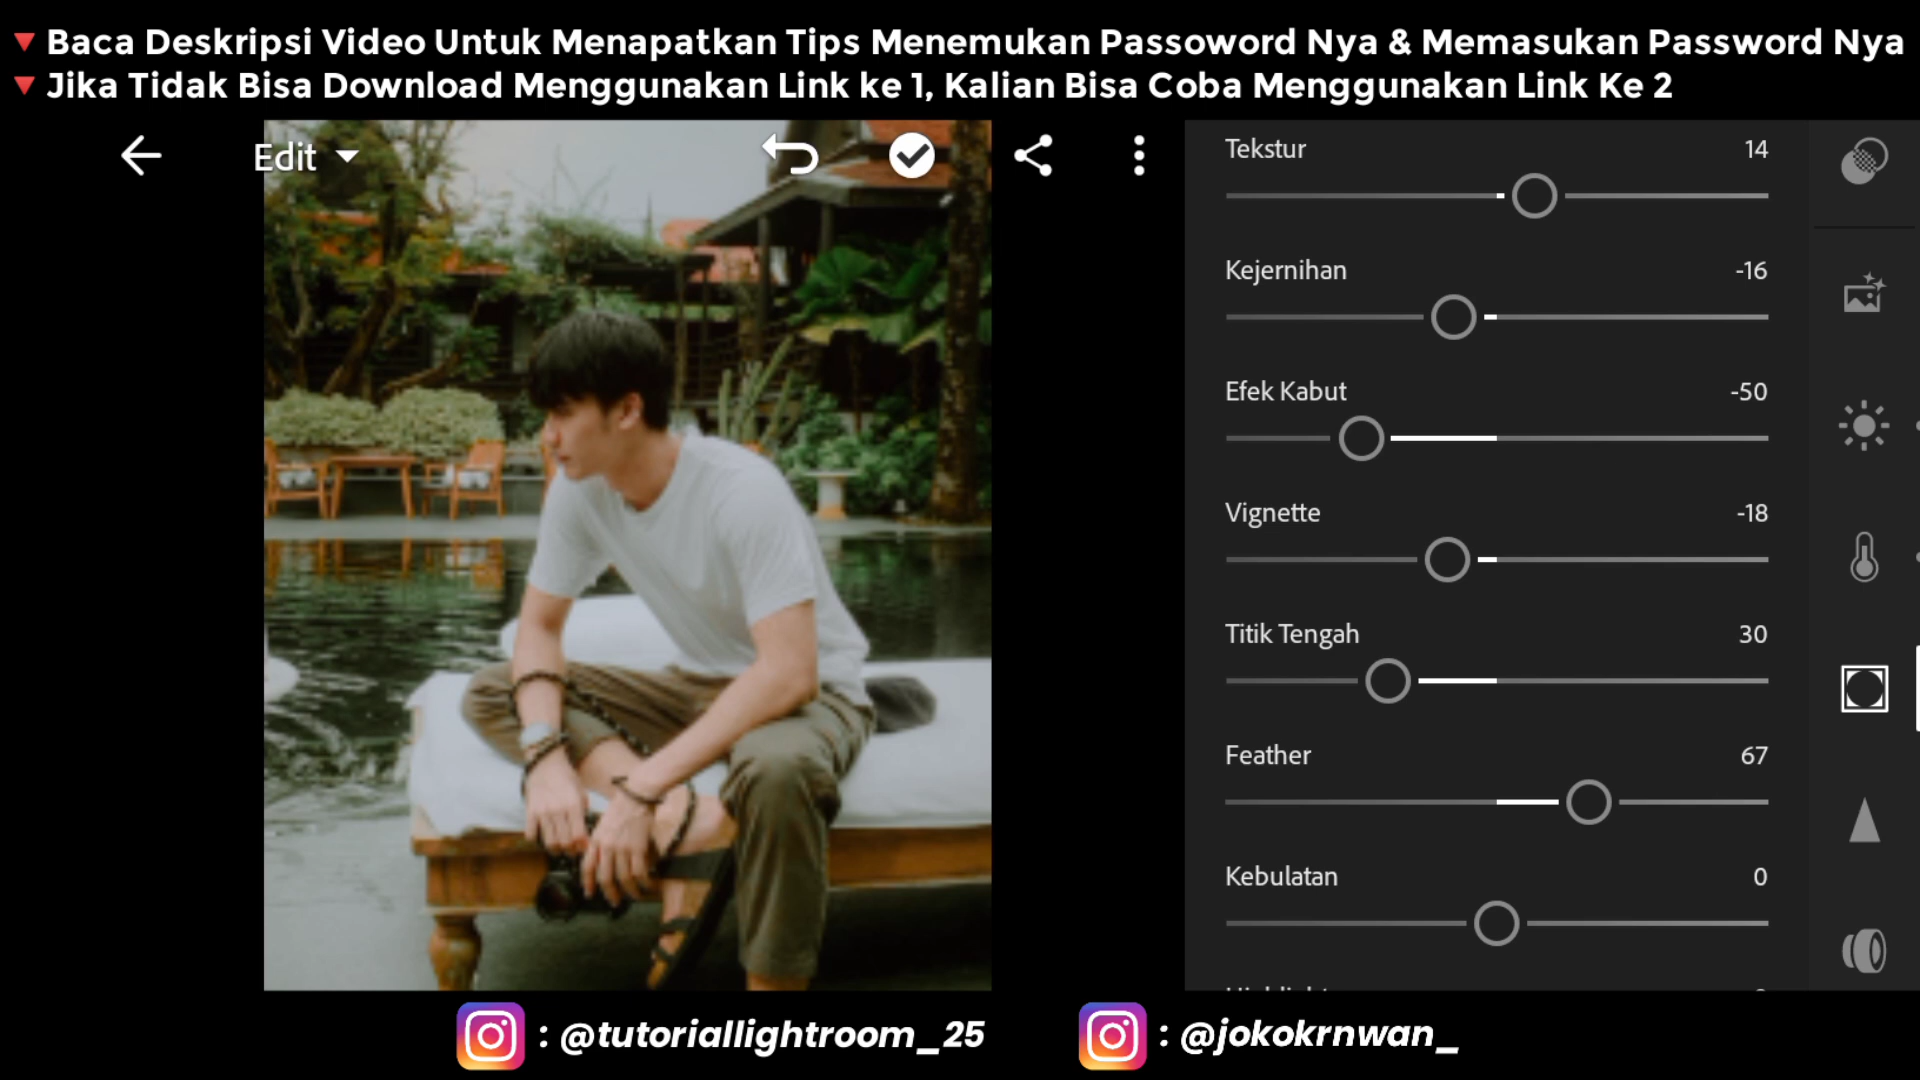 Baca Deskripsi Video Untuk Menapatkan Tips Menemukan Passoword Nya & Memasukan Password Nya
Jika Tidak Bisa Download Menggunakan Link ke 1, Kalian Bisa Coba Menggunakan Link Ke 2
Edit
Tekstur 14
Kejernihan -16
Efek Kabut -50
Vignette -18
Titik Tengah 30
Feather 67
Kebulatan 0
: @tutoriallightroom_25
: @jokokrnwan_